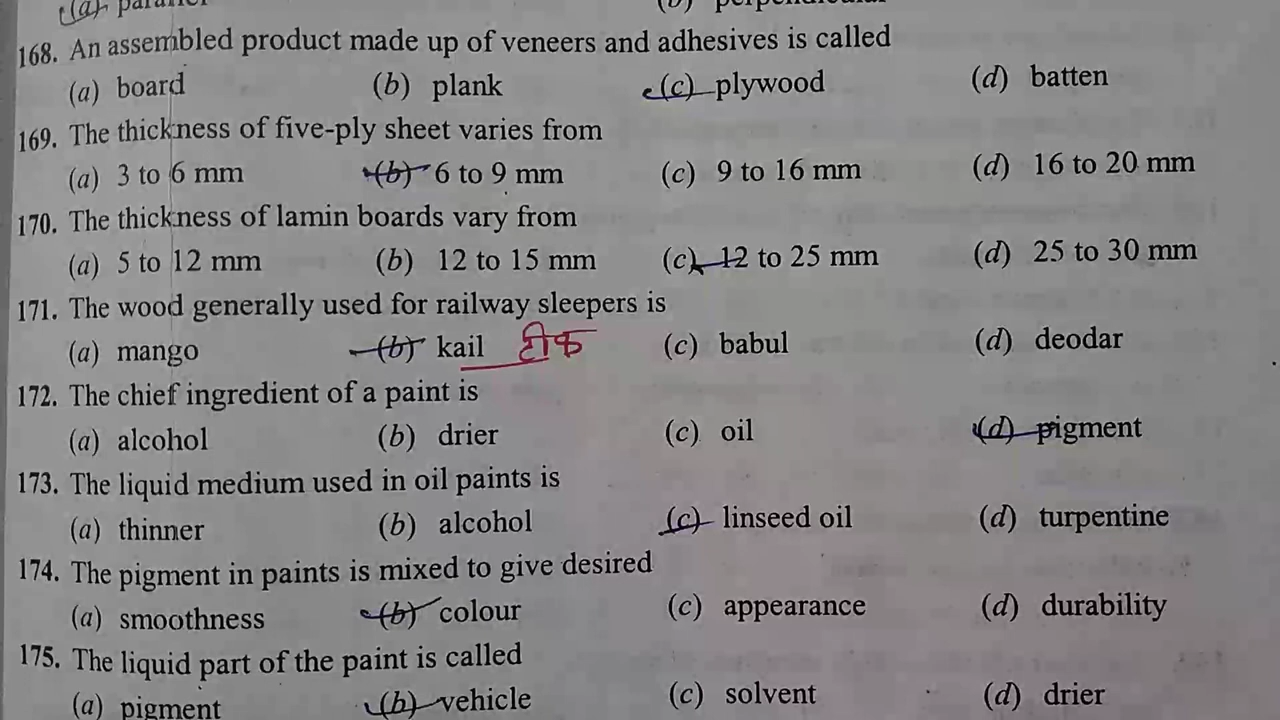 (a) parallel (b) perpendicular
168. An assembled product made up of veneers and adhesives is called
(a) board (b) plank (c) plywood (d) batten
169. The thickness of five-ply sheet varies from
(a) 3 to 6 mm (b) 6 to 9 mm (c) 9 to 16 mm (d) 16 to 20 mm
170. The thickness of lamin boards vary from
(a) 5 to 12 mm (b) 12 to 15 mm (c) 12 to 25 mm (d) 25 to 30 mm
171. The wood generally used for railway sleepers is
(a) mango (b) kail टीक (c) babul (d) deodar
172. The chief ingredient of a paint is
(a) alcohol (b) drier (c) oil (d) pigment
173. The liquid medium used in oil paints is
(a) thinner (b) alcohol (c) linseed oil (d) turpentine
174. The pigment in paints is mixed to give desired
(a) smoothness (b) colour (c) appearance (d) durability
175. The liquid part of the paint is called
(a) pigment (b) vehicle (c) solvent (d) drier